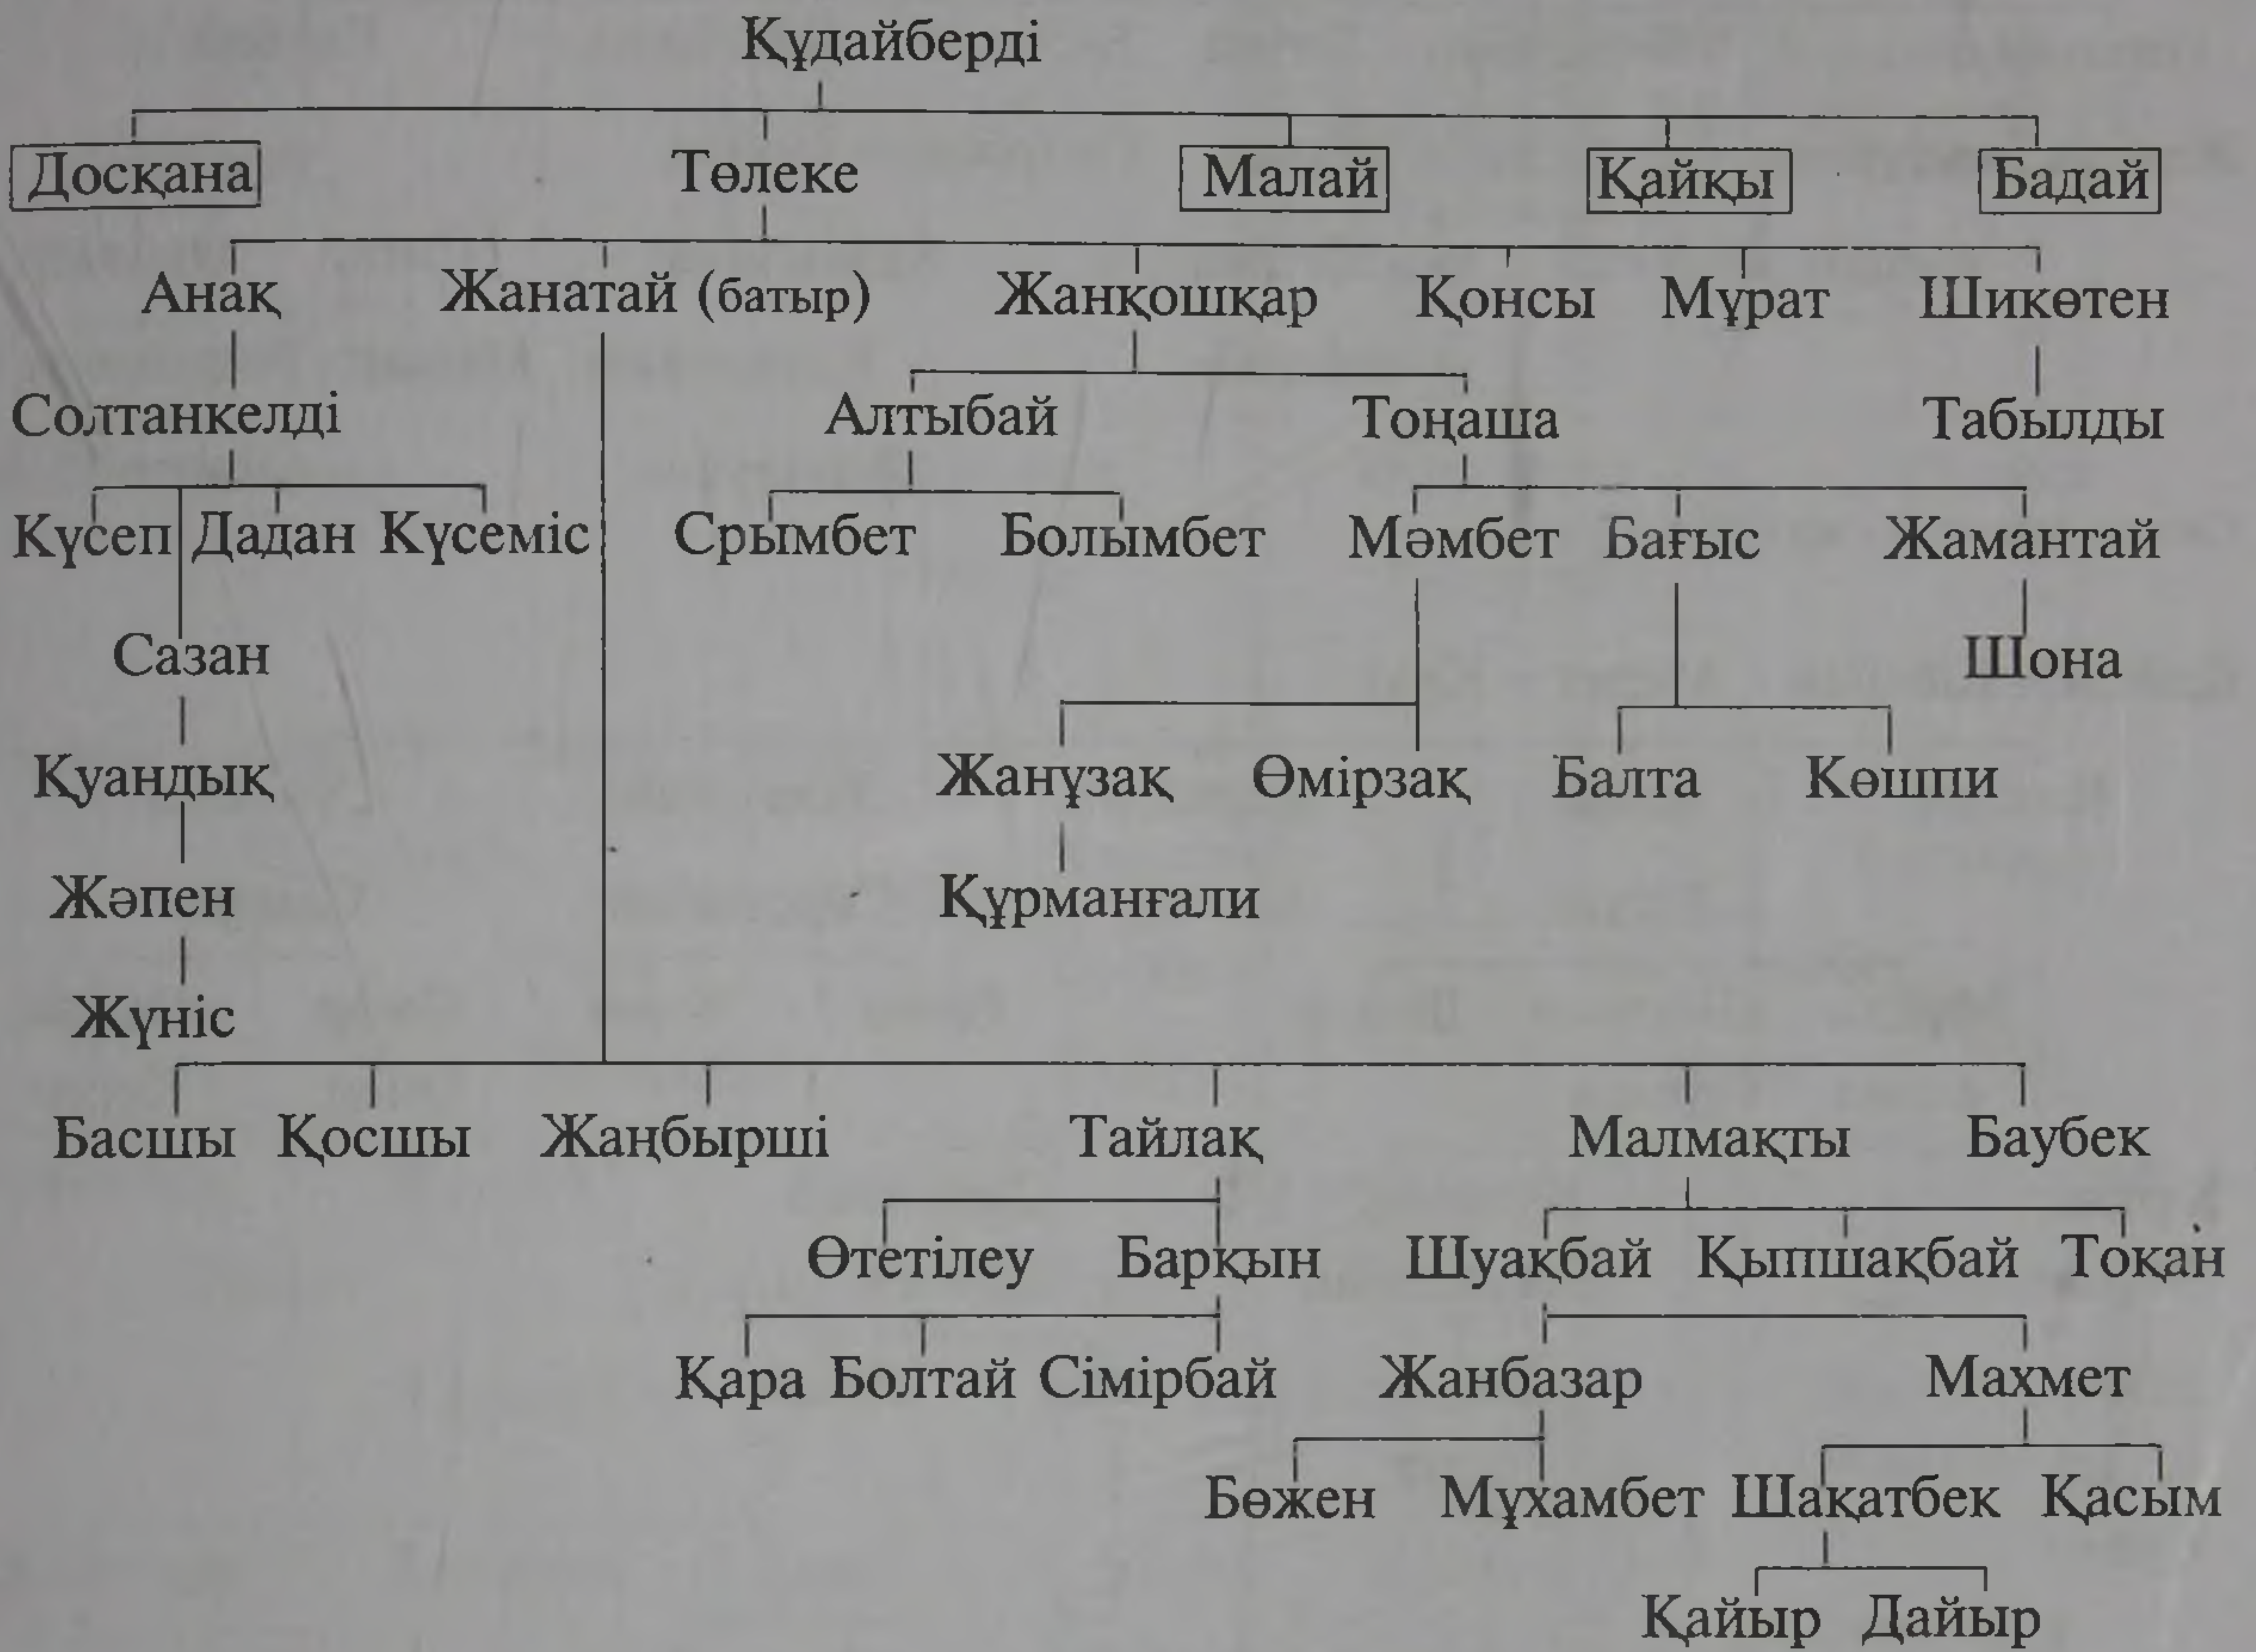 Құдайберді
Досқана Төлеке Малай Қайқы Бадай
Анақ Жанатай (батыр) Жанқошқар Қонсы Мұрат Шикөтен
Солтанкелді Алтыбай Тоңаша Табылды
Күсеп Дадан Күсеміс Срымбет Болымбет Мәмбет Бағыс Жамантай
Сазан Шона
Қуандық Жанұзақ Өмірзақ Балта Көшпи
Жәпен Құрманғали
Жүніс
Басшы Қосшы Жаңбырші Тайлақ Малмақты Баубек
Өтетілеу Барқын Шуақбай Қыпшақбай Тоқан
Қара Болтай Сімірбай Жанбазар Махмет
Бөжен Мұхамбет Шақатбек Қасым
Қайыр Дайыр